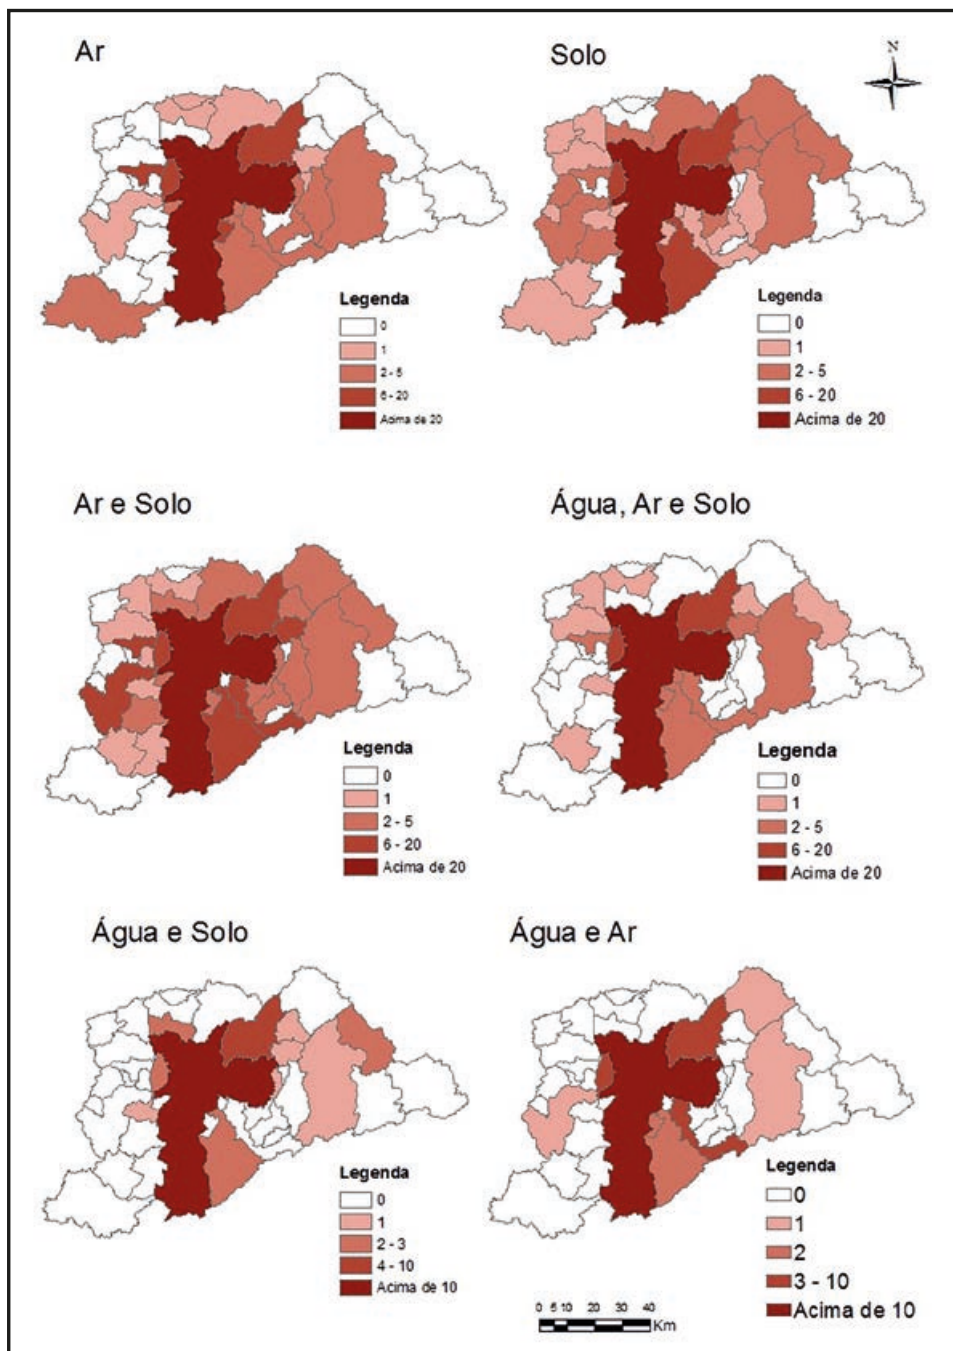 Ar
Solo
N
Legenda
0
1
2 - 5
6 - 20
Acima de 20
Legenda
0
1
2 - 5
6 - 20
Acima de 20
Ar e Solo
Água, Ar e Solo
Legenda
0
1
2 - 5
6 - 20
Acima de 20
Legenda
0
1
2 - 5
6 - 20
Acima de 20
Água e Solo
Água e Ar
Legenda
0
1
2 - 3
4 - 10
Acima de 10
Legenda
0
1
2
3 - 10
Acima de 10
0 5 10 20 30 40
Km